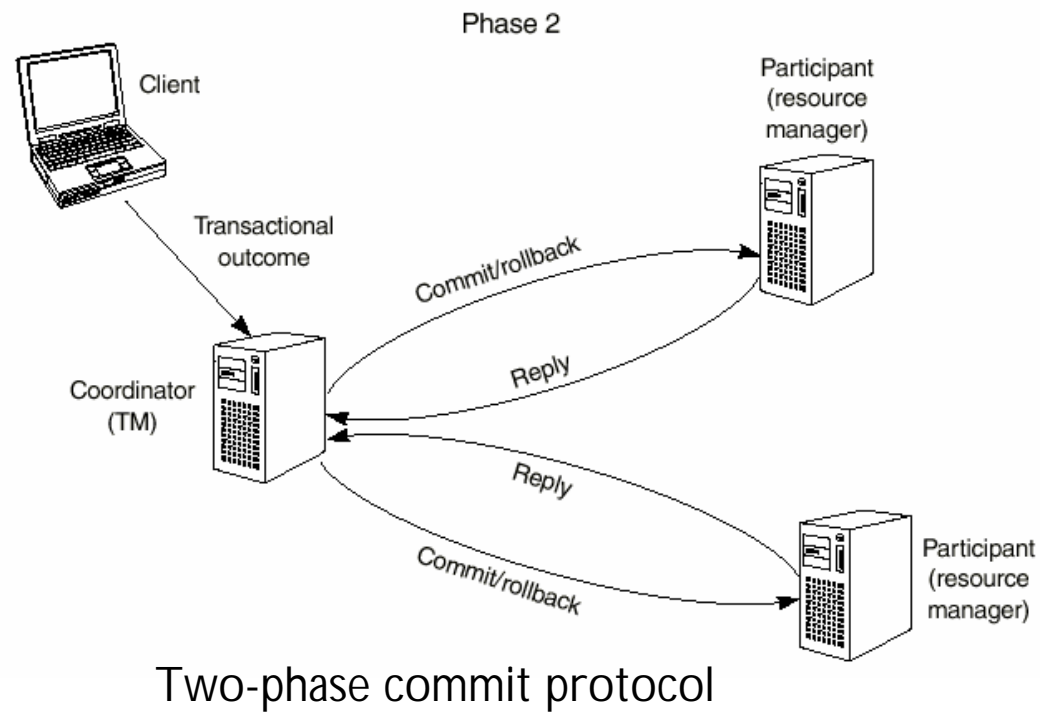 Phase 2
Client
Participant
(resource
manager)
Transactional
outcome
Commit/rollback
Reply
Coordinator
(TM)
Reply
Commit/rollback
Participant
(resource
manager)
Two-phase commit protocol